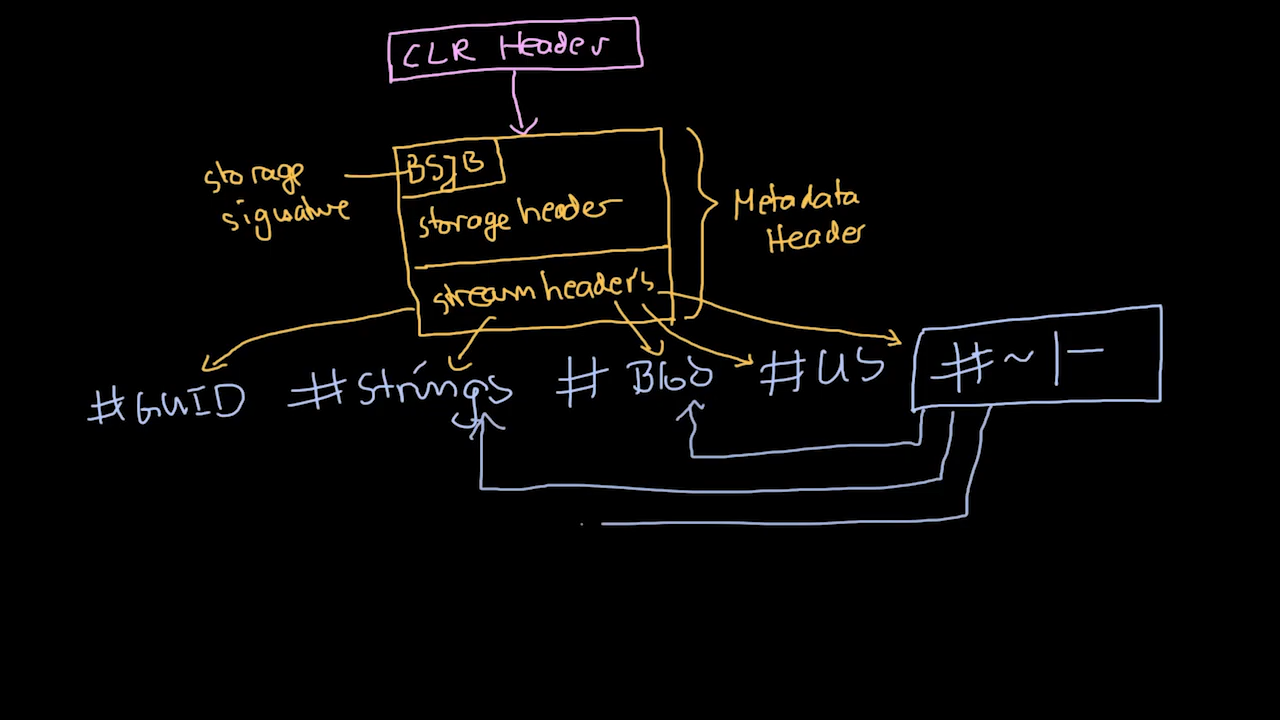 CLR Header
BSJB
storage
signature
storage header
Metadata
Header
stream headers
#GUID
#Strings
# Blob
#US
#~|-